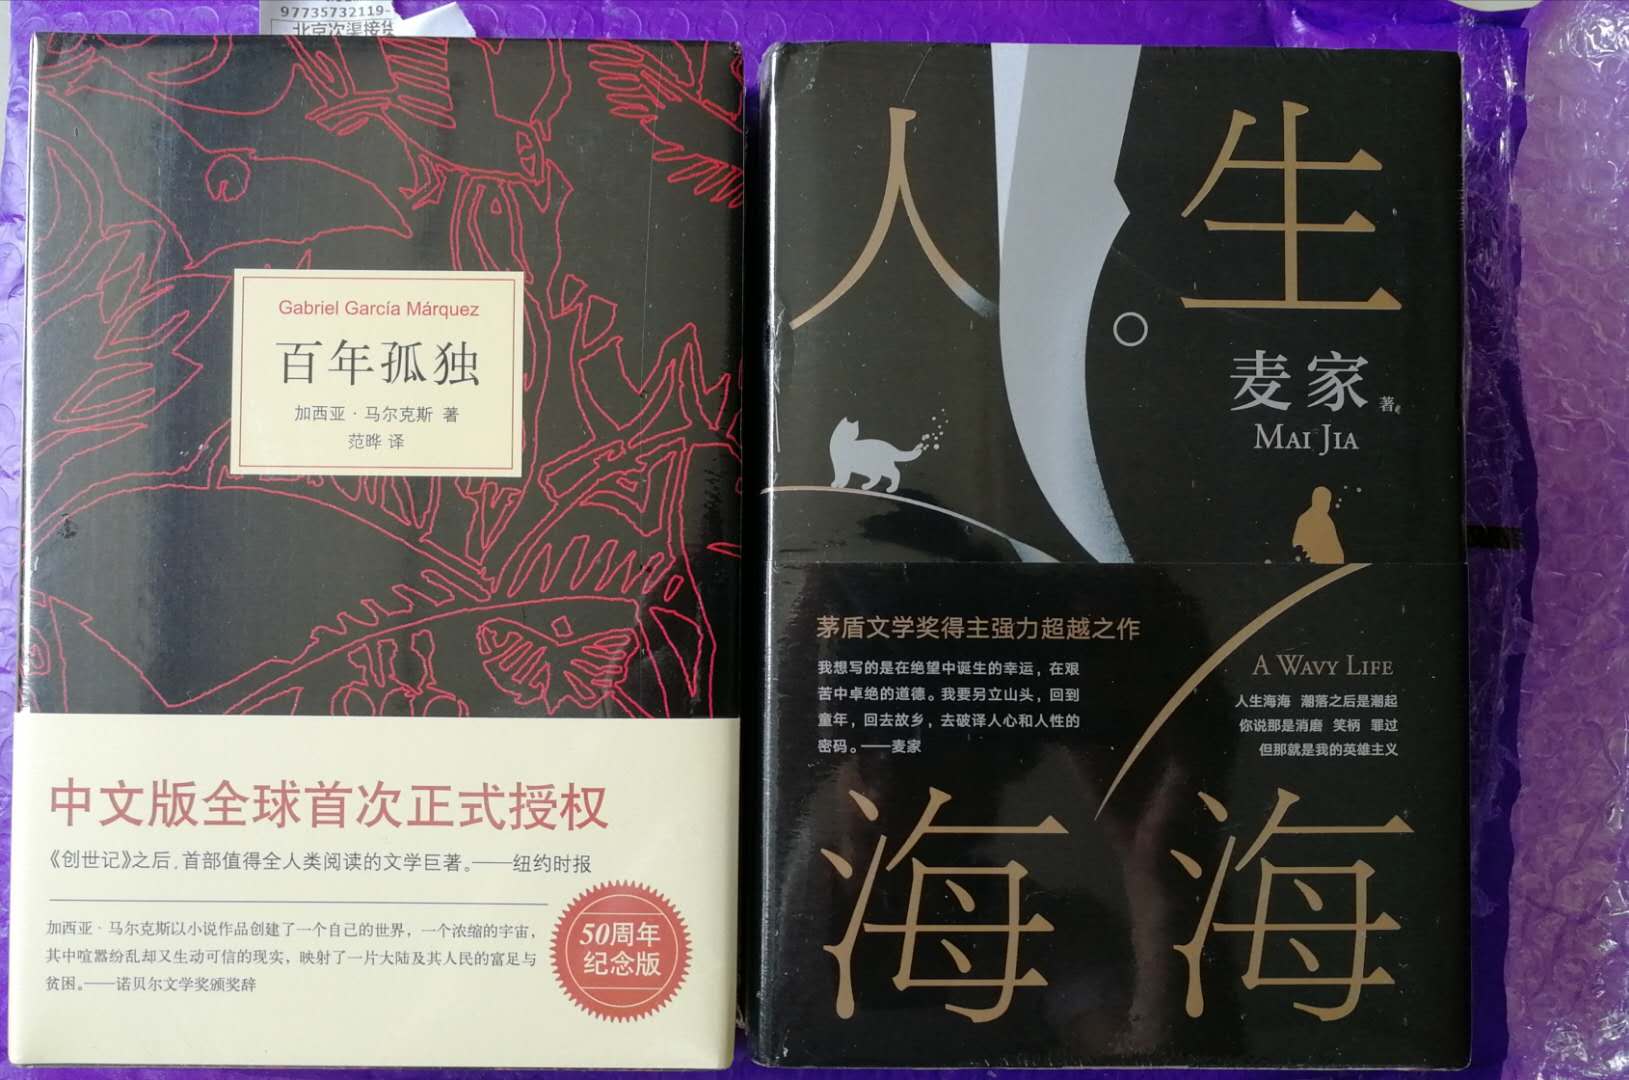 97735732119-
北京次渠接货
Gabriel García Márquez
百年孤独
加西亚·马尔克斯 著
范晔 译
中文版全球首次正式授权
《创世记》之后,首部值得全人类阅读的文学巨著。——纽约时报
加西亚·马尔克斯以小说作品创建了一个自己的世界，一个浓缩的宇宙，
其中喧嚣纷乱却又生动可信的现实，映射了一片大陆及其人民的富足与
贫困。——诺贝尔文学奖颁奖辞
50周年
纪念版
人生
麦家 著
MAI JIA
茅盾文学奖得主强力超越之作
我想写的是在绝望中诞生的幸运，在艰
苦中卓绝的道德。我要另立山头，回到
童年，回去故乡，去破译人心和人性的
密码。——麦家
A WAVY LIFE
人生海海 潮落之后是潮起
你说那是消磨 笑柄 罪过
但那就是我的英雄主义
海海